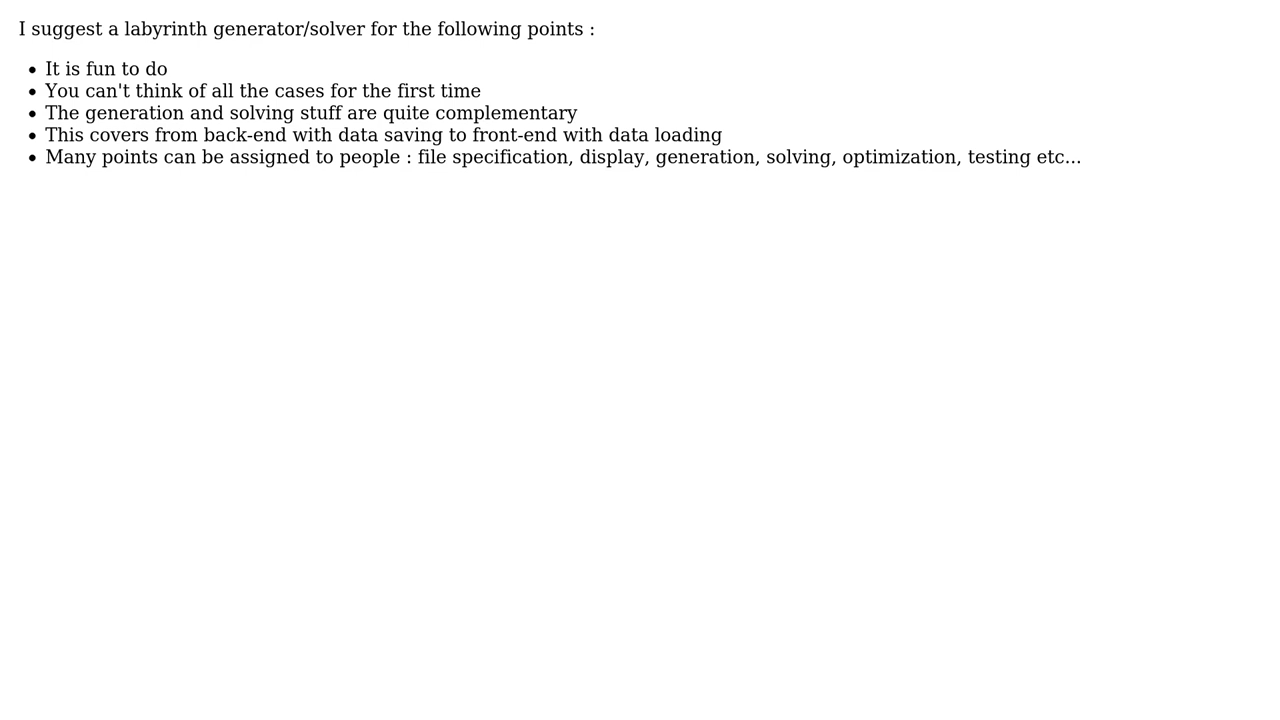 I suggest a labyrinth generator/solver for the following points :
• It is fun to do
• You can't think of all the cases for the first time
• The generation and solving stuff are quite complementary
• This covers from back-end with data saving to front-end with data loading
• Many points can be assigned to people : file specification, display, generation, solving, optimization, testing etc...